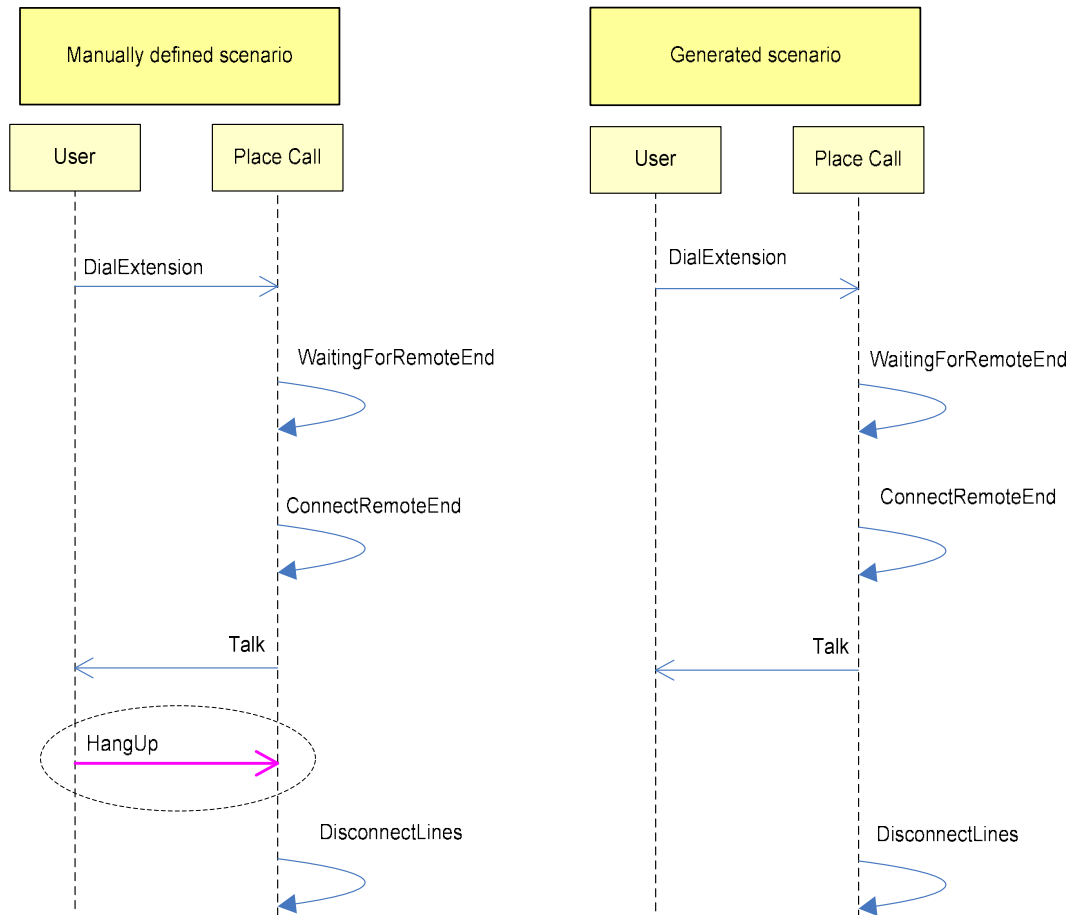 Manually defined scenario
User
Place Call
DialExtension
WaitingForRemoteEnd
ConnectRemoteEnd
Talk
HangUp
DisconnectLines
Generated scenario
User
Place Call
DialExtension
WaitingForRemoteEnd
ConnectRemoteEnd
Talk
DisconnectLines